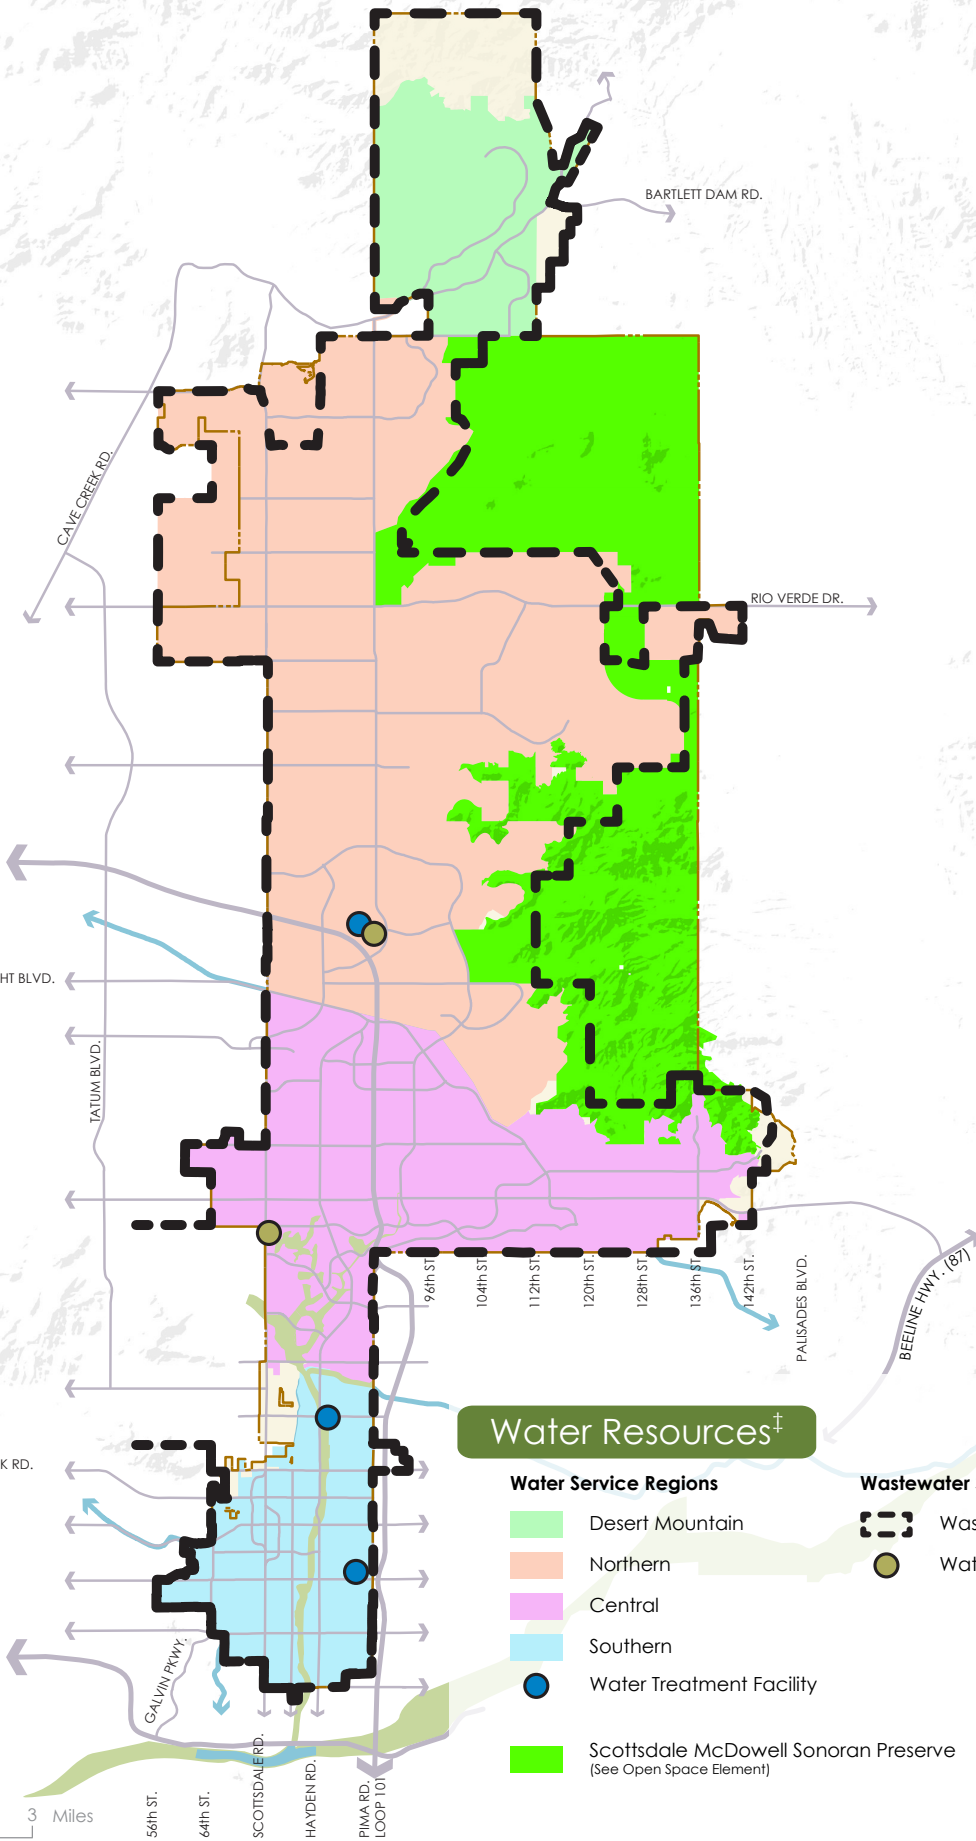 BARTLETT DAM RD.
CAVE CREEK RD.
RIO VERDE DR.
HT BLVD.
TATUM BLVD.
96th ST.
104th ST.
112th ST.
120th ST.
128th ST.
136th ST.
142th ST.
PALISADES BLVD.
BEELINE HWY. (87)
Water Resources‡
K RD.
Water Service Regions
Wastewater
Desert Mountain
Was
Northern
Wat
Central
Southern
Water Treatment Facility
GALVIN PKWY.
Scottsdale McDowell Sonoran Preserve
(See Open Space Element)
56th ST.
64th ST.
SCOTTSDALE RD.
HAYDEN RD.
PIMA RD.
LOOP 101
3 Miles